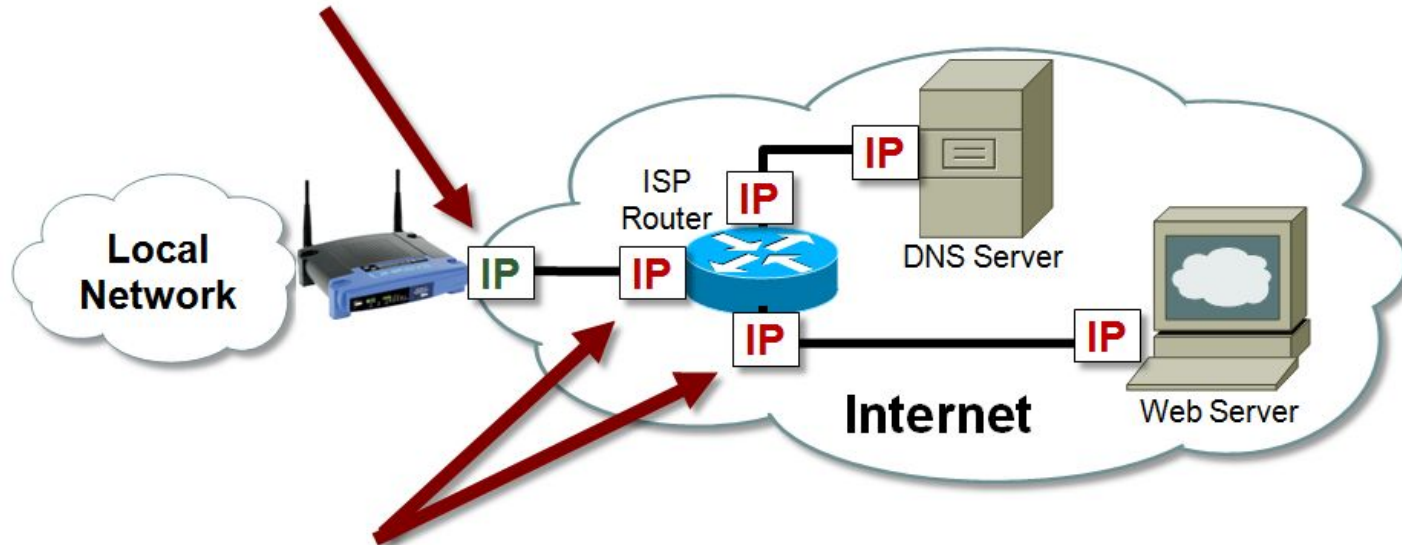 IP
ISP
Router
IP
DNS Server
Local
Network
IP
IP
IP
IP
Internet
Web Server